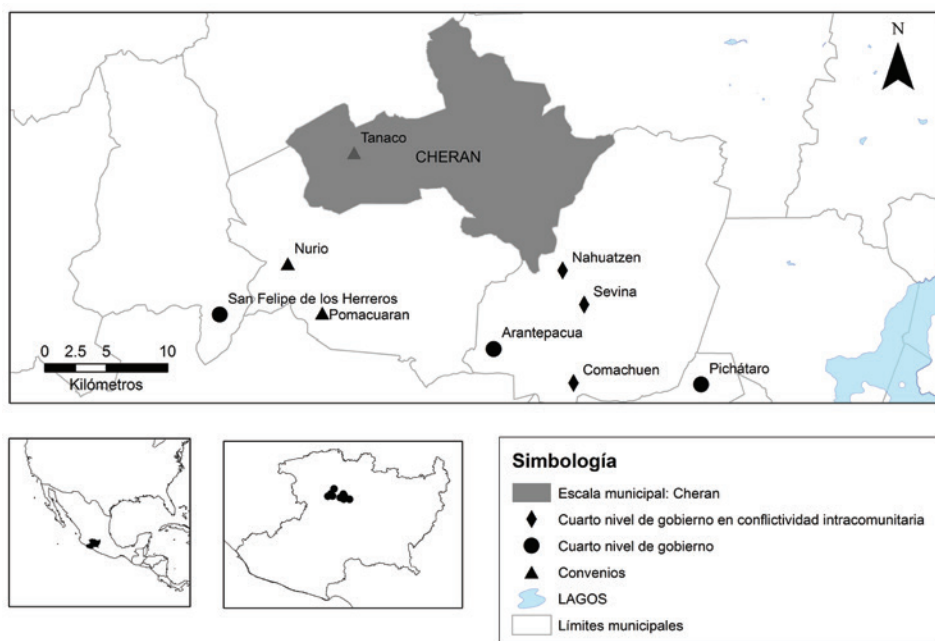 N
Tanaco
CHERAN
Nurio
Nahuatzen
Sevina
San Felipe de los Herreros
Pomacuaran
Arantepacua
Comachuen
Pichátaro
0 2.5 5 10
Kilómetros
Simbología
Escala municipal: Cheran
Cuarto nivel de gobierno en conflictividad intracomunitaria
Cuarto nivel de gobierno
Convenios
LAGOS
Límites municipales